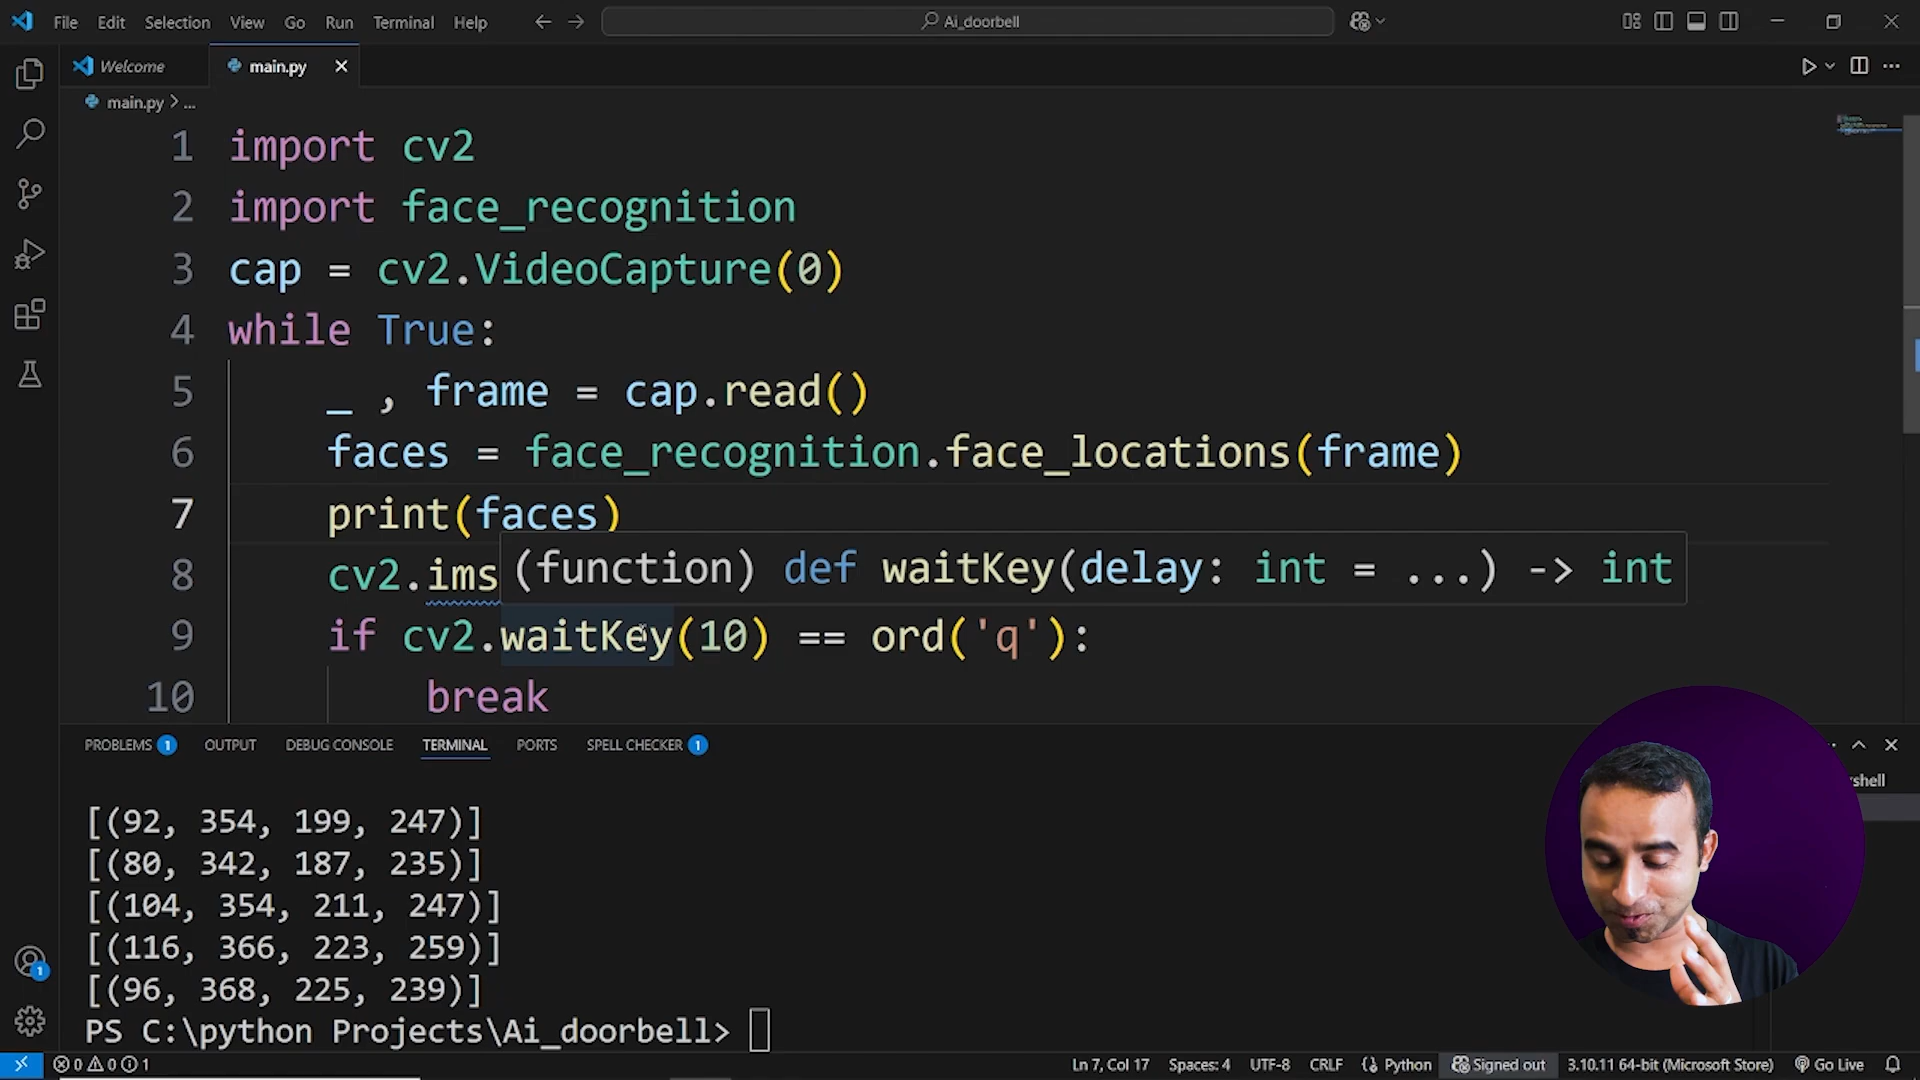 File Edit Selection View Go Run Terminal Help
Ai_doorbell
Welcome
main.py
main.py > ...
1 import cv2
2 import face_recognition
3 cap = cv2.VideoCapture(0)
4 while True:
5 _ , frame = cap.read()
6 faces = face_recognition.face_locations(frame)
7 print(faces)
8 cv2.ims
(function) def waitKey(delay: int = ...) -> int
9 if cv2.waitKey(10) == ord('q'):
10 break
PROBLEMS 1 OUTPUT DEBUG CONSOLE TERMINAL PORTS SPELL CHECKER 1
[(92, 354, 199, 247)]
[(80, 342, 187, 235)]
[(104, 354, 211, 247)]
[(116, 366, 223, 259)]
[(96, 368, 225, 239)]
PS C:\python Projects\Ai_doorbell>
1
0 0 1 Ln 7, Col 17 Spaces: 4 UTF-8 CRLF Python Signed out 3.10.11 64-bit (Microsoft Store) Go Live